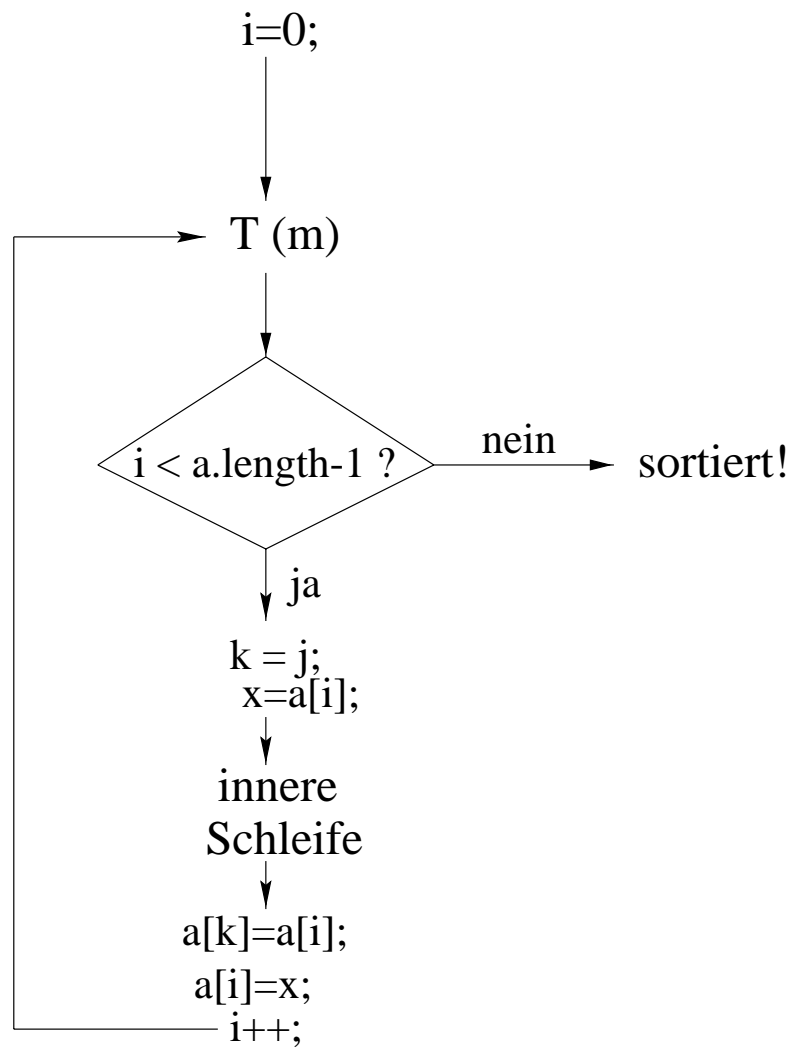 i=0;
T (m)
i < a.length-1 ?
nein
sortiert!
ja
k = j;
x=a[i];
innere
Schleife
a[k]=a[i];
a[i]=x;
i++;